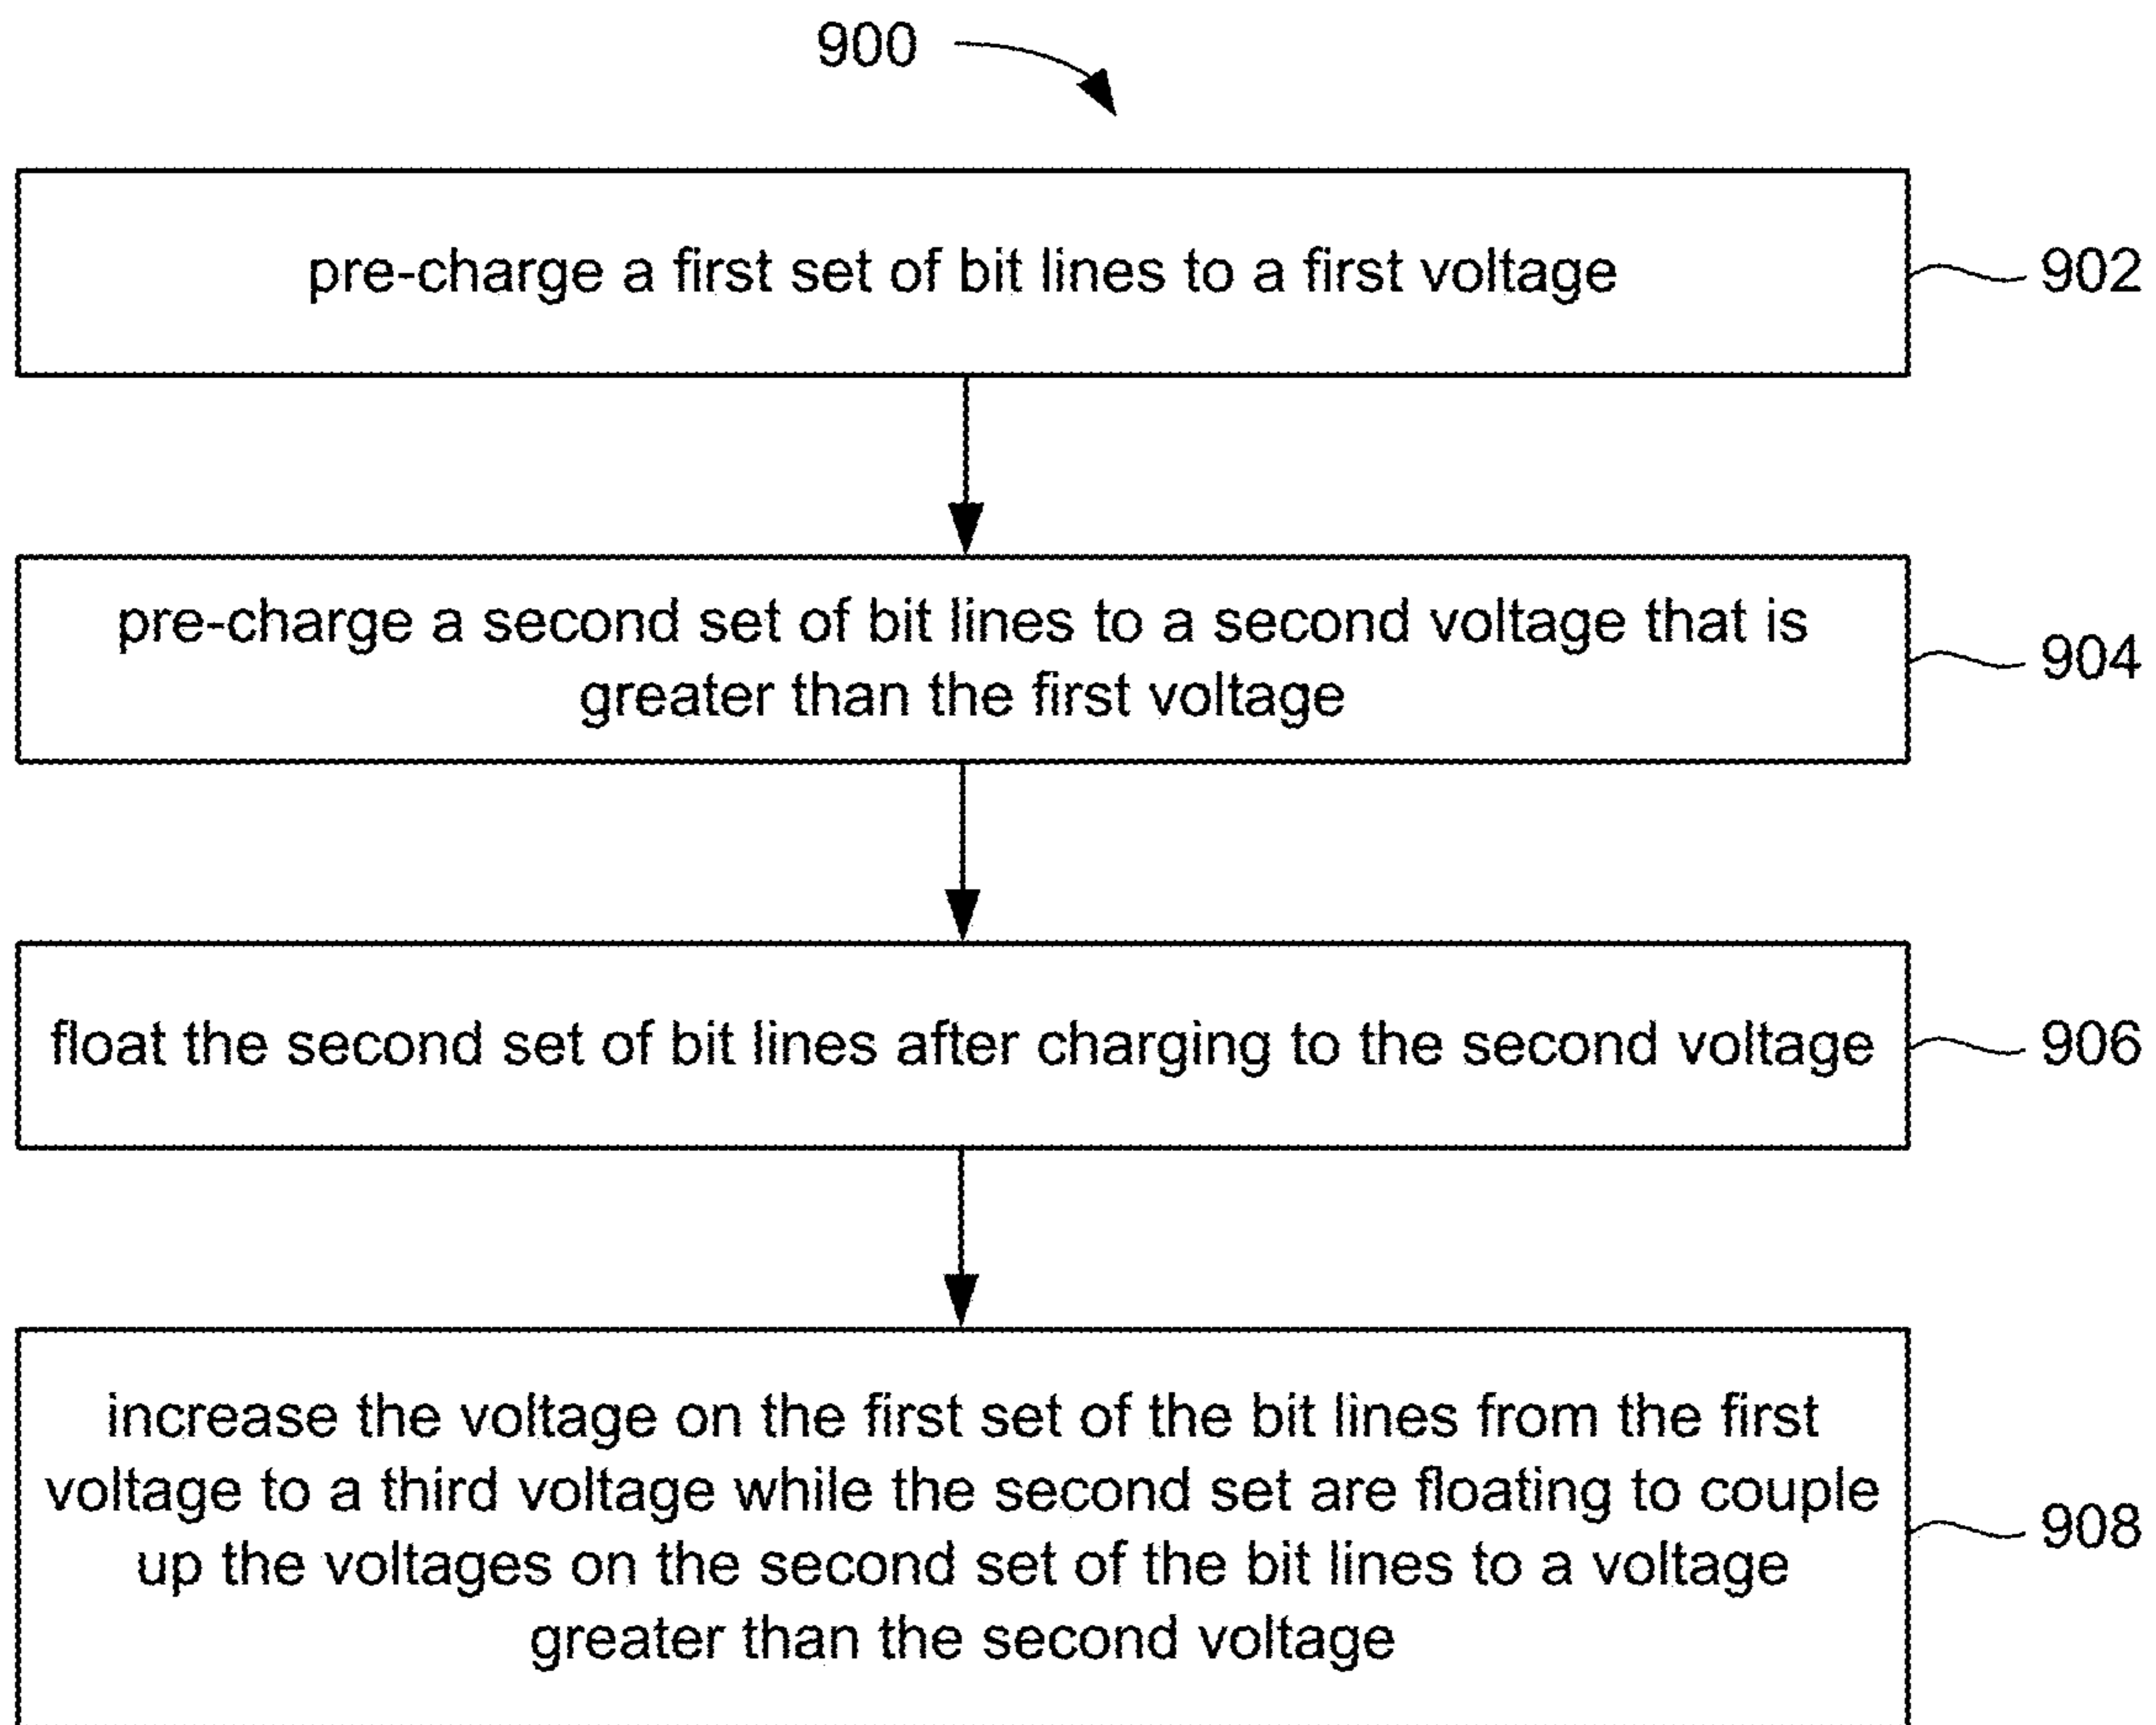 900
pre-charge a first set of bit lines to a first voltage
902
pre-charge a second set of bit lines to a second voltage that is
greater than the first voltage
904
float the second set of bit lines after charging to the second voltage
906
increase the voltage on the first set of the bit lines from the first
voltage to a third voltage while the second set are floating to couple
up the voltages on the second set of the bit lines to a voltage
greater than the second voltage
908